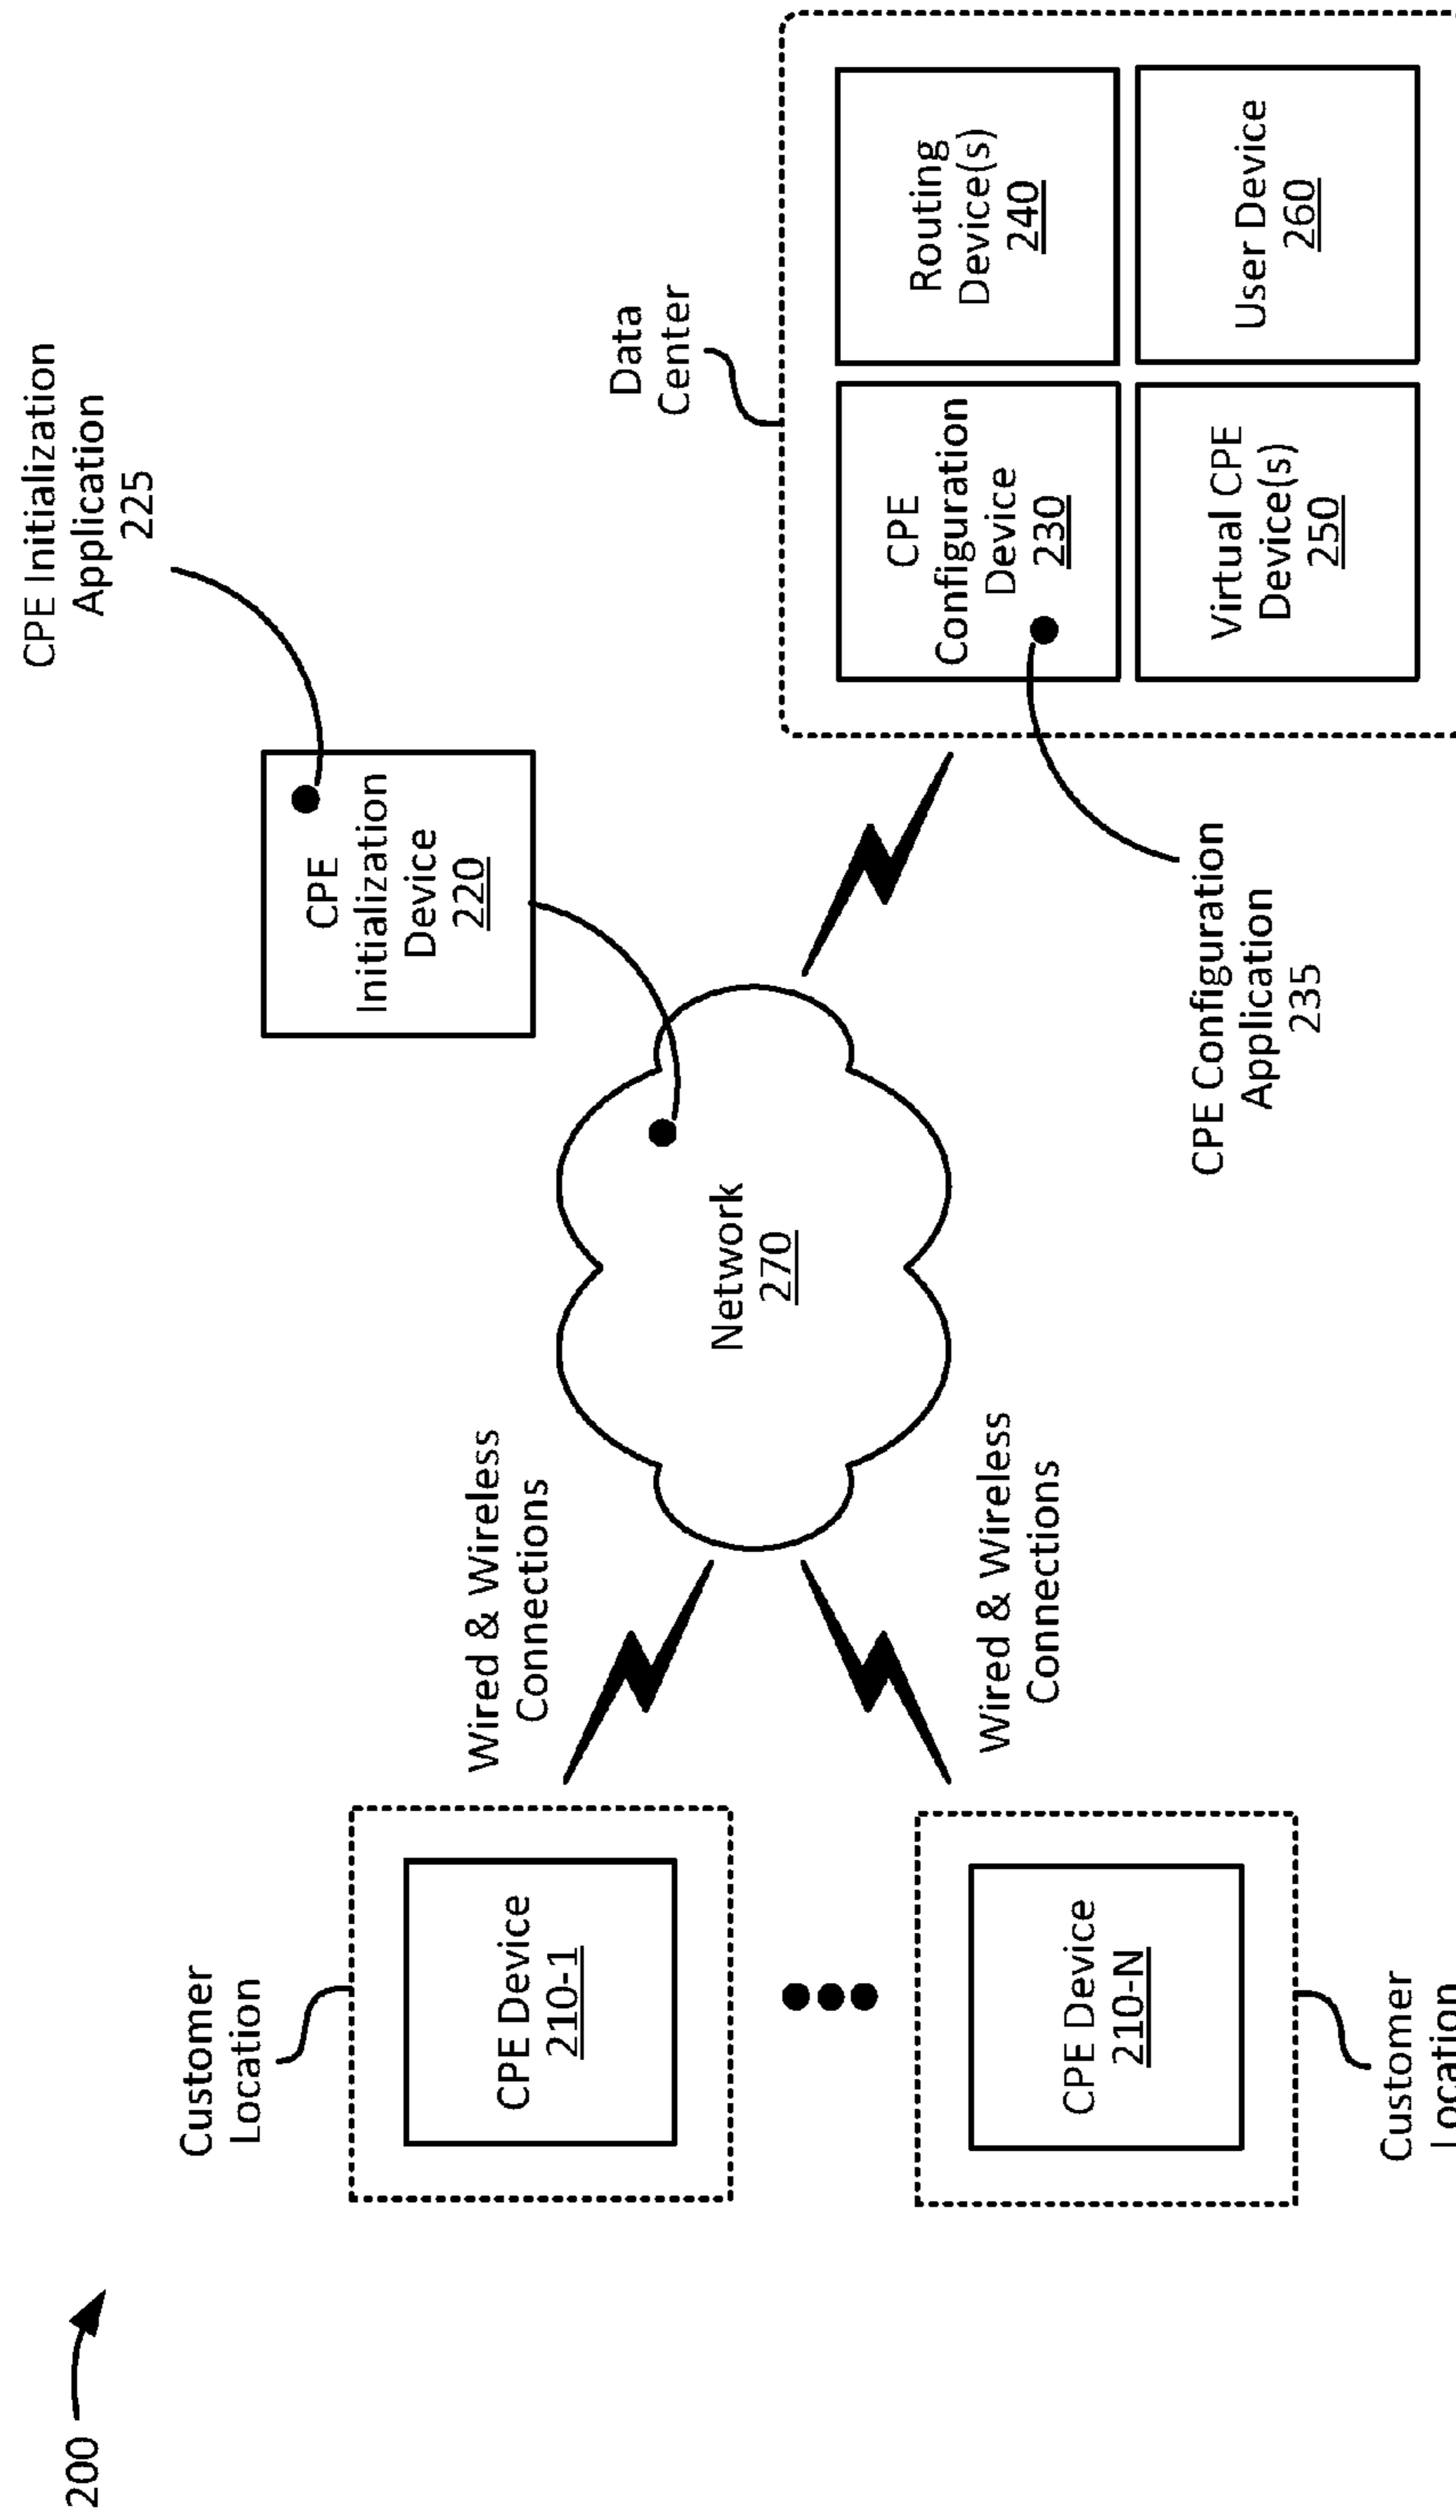 200
CPE Initialization
Application
225
CPE
Initialization
Device
220
Customer
Location
CPE Device
210-1
Wired & Wireless
Connections
Network
270
Data
Center
CPE
Configuration
Device
230
Routing
Device(s)
240
Virtual CPE
Device(s)
250
User Device
260
CPE Device
210-N
Wired & Wireless
Connections
CPE Configuration
Application
235
Customer
Location